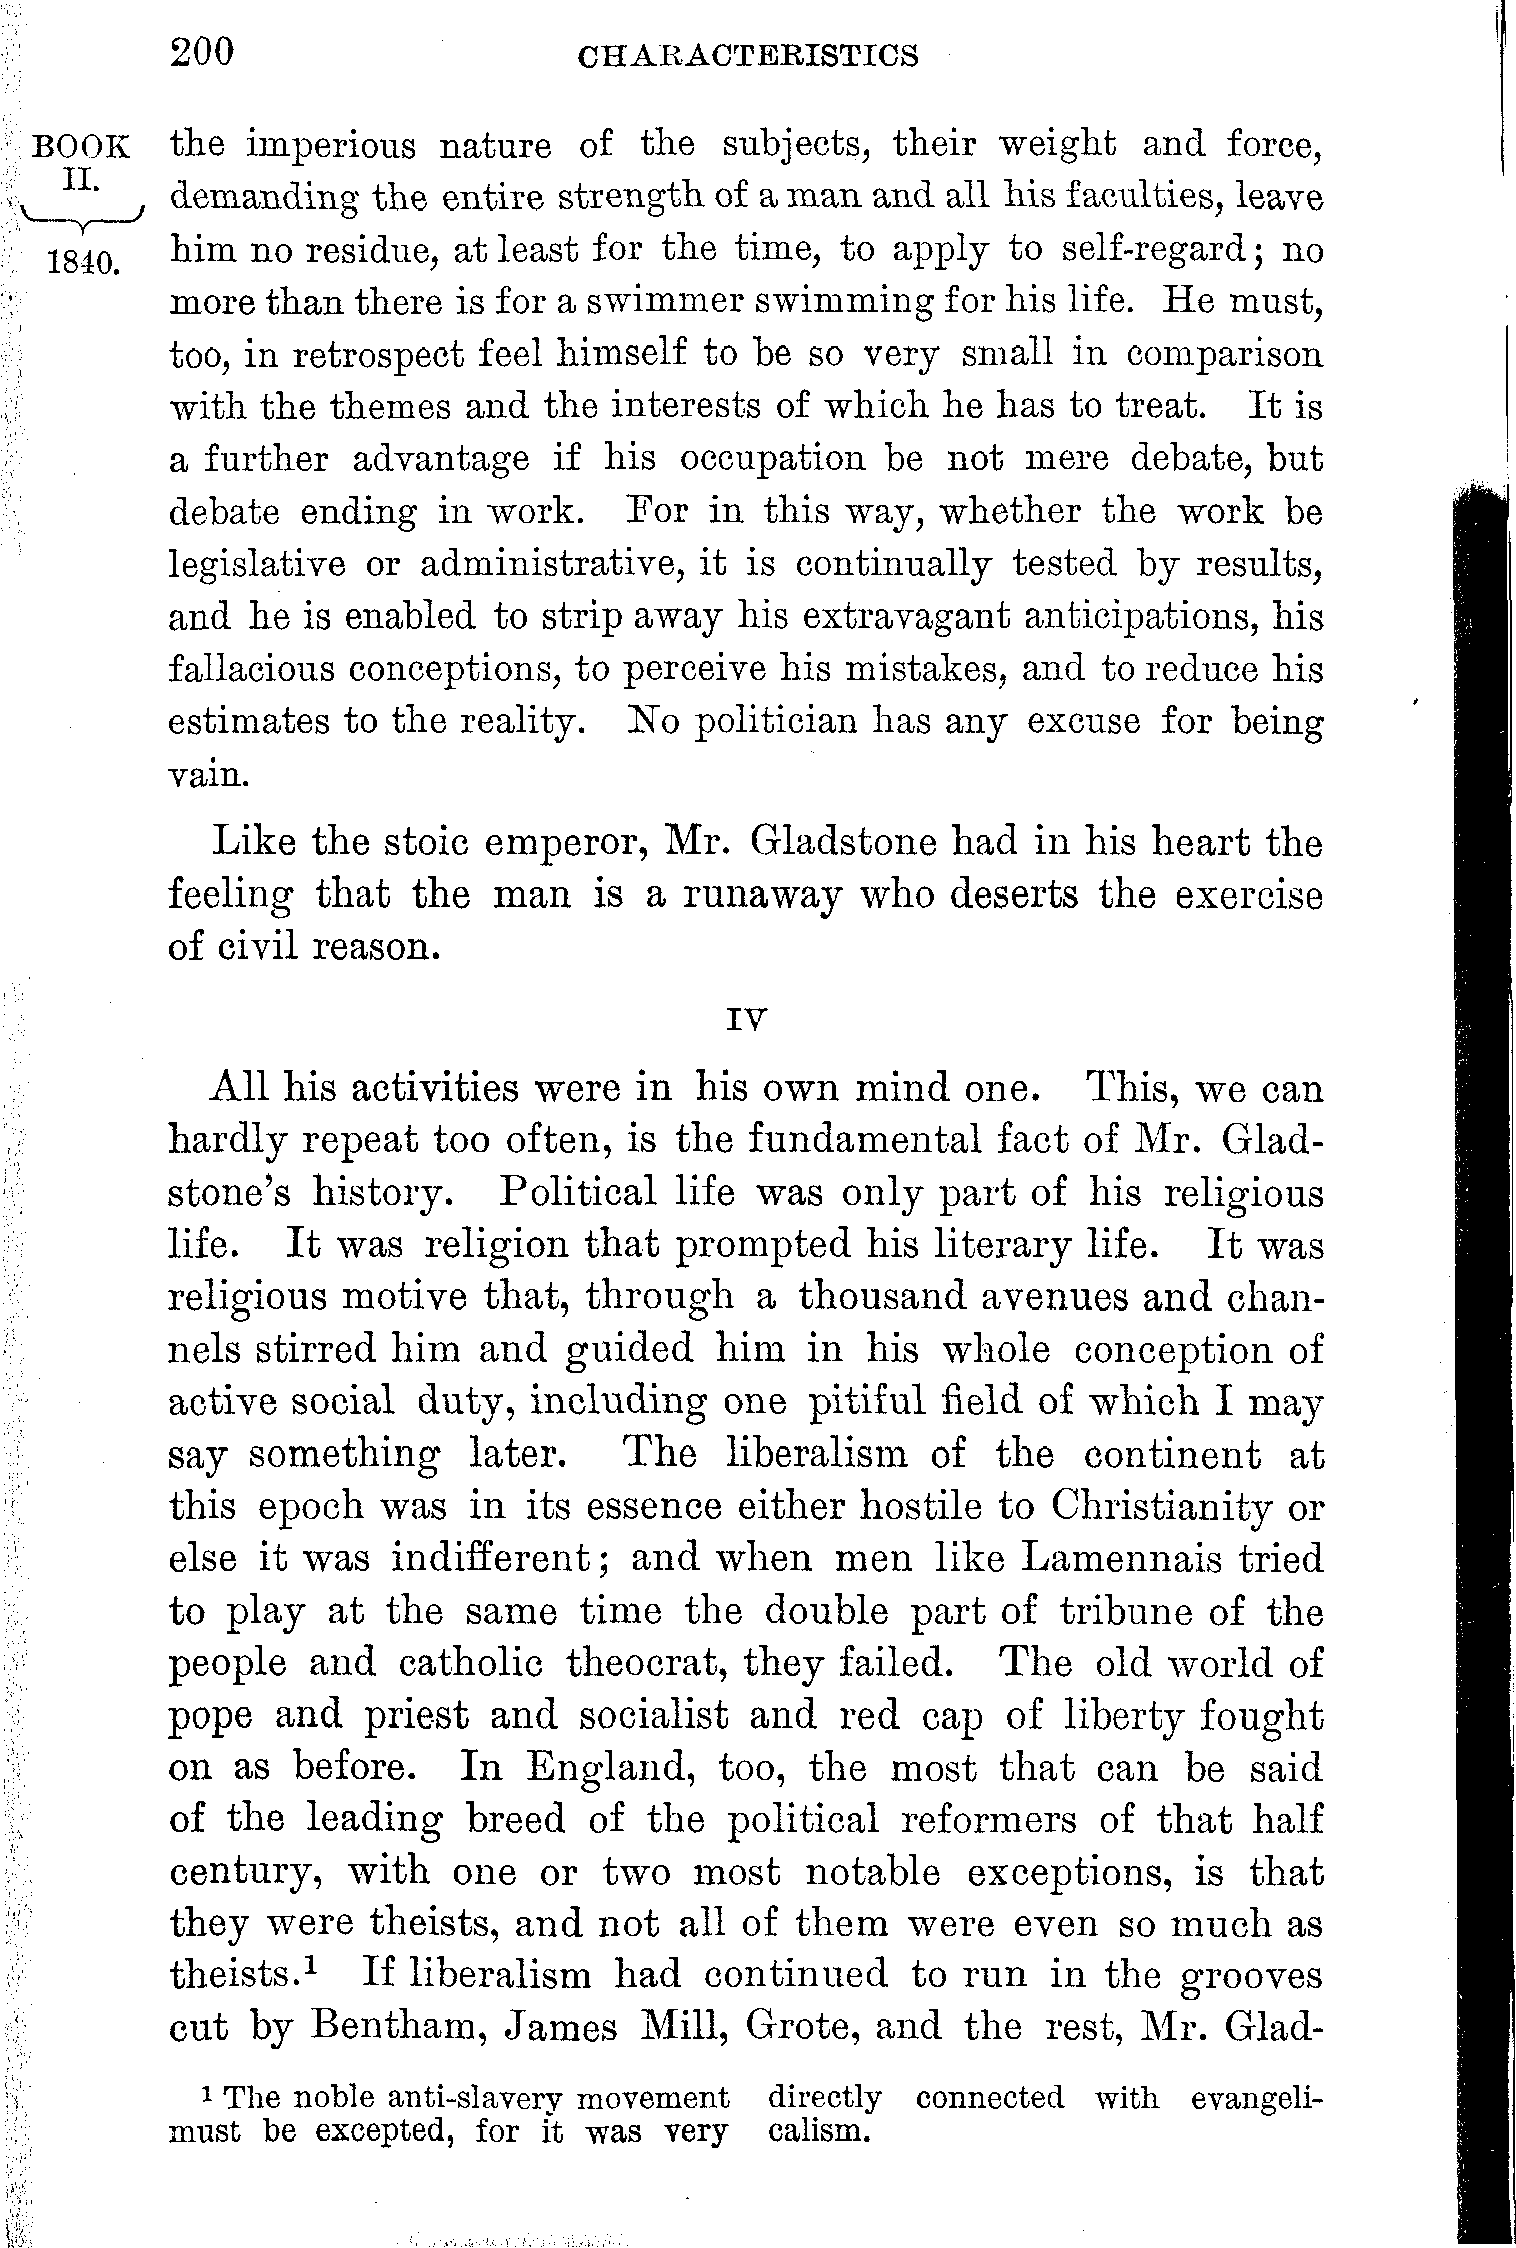 200
CHARACTERISTICS
BOOK
II.
1840.
the imperious nature of the subjects, their weight and force,
demanding the entire strength of a man and all his faculties, leave
him no residue, at least for the time, to apply to self-regard; no
more than there is for a swimmer swimming for his life. He must,
too, in retrospect feel himself to be so very small in comparison
with the themes and the interests of which he has to treat. It is
a further advantage if his occupation be not mere debate, but
debate ending in work. For in this way, whether the work be
legislative or administrative, it is continually tested by results,
and he is enabled to strip away his extravagant anticipations, his
fallacious conceptions, to perceive his mistakes, and to reduce his
estimates to the reality. No politician has any excuse for being
vain.
Like the stoic emperor, Mr. Gladstone had in his heart the
feeling that the man is a runaway who deserts the exercise
of civil reason.
IV
All his activities were in his own mind one. This, we can
hardly repeat too often, is the fundamental fact of Mr. Glad-
stone's history. Political life was only part of his religious
life. It was religion that prompted his literary life. It was
religious motive that, through a thousand avenues and chan-
nels stirred him and guided him in his whole conception of
active social duty, including one pitiful field of which I may
say something later. The liberalism of the continent at
this epoch was in its essence either hostile to Christianity or
else it was indifferent; and when men like Lamennais tried
to play at the same time the double part of tribune of the
people and catholic theocrat, they failed. The old world of
pope and priest and socialist and red cap of liberty fought
on as before. In England, too, the most that can be said
of the leading breed of the political reformers of that half
century, with one or two most notable exceptions, is that
they were theists, and not all of them were even so much as
theists.¹ If liberalism had continued to run in the grooves
cut by Bentham, James Mill, Grote, and the rest, Mr. Glad-
¹ The noble anti-slavery movement
must be excepted, for it was very
directly connected with evangeli-
calism.